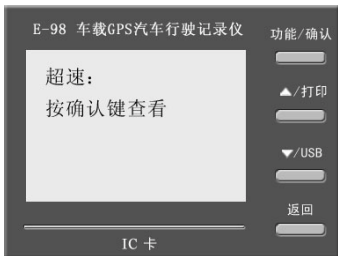 E-98 车载GPS汽车行驶记录仪
功能/确认
超速：
按确认键查看
▲/打印
▼/USB
返回
IC 卡